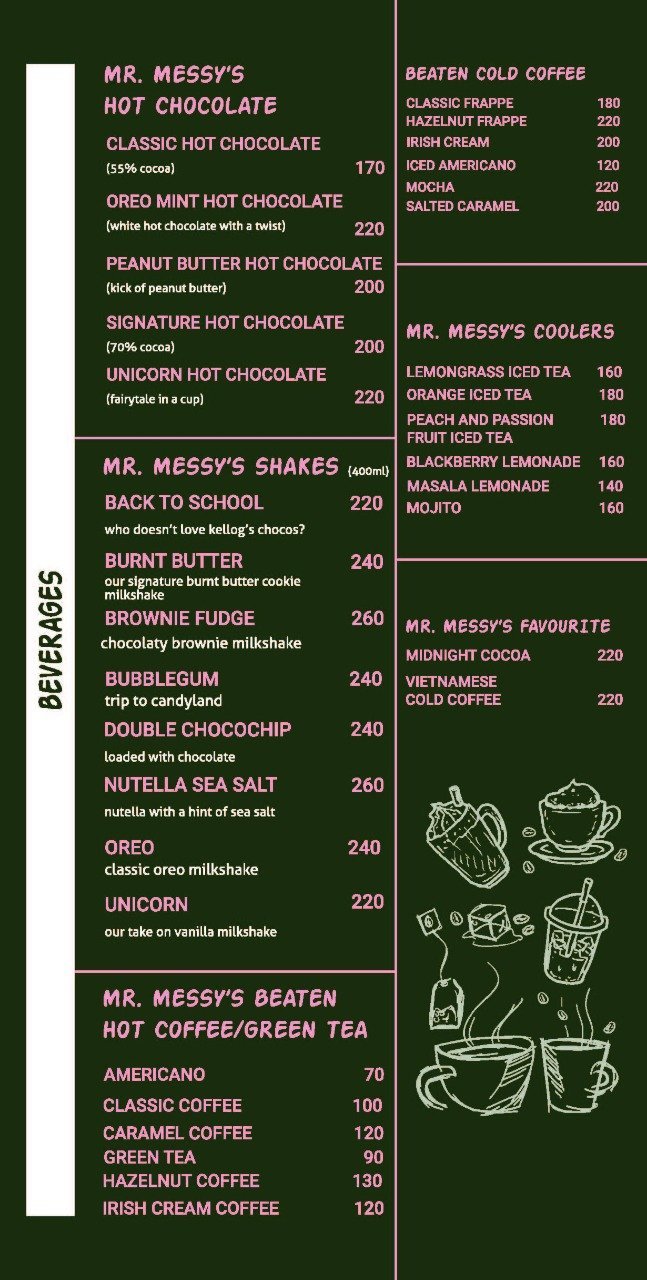 BEVERAGES
MR. MESSY'S
HOT CHOCOLATE
CLASSIC HOT CHOCOLATE
(55% cocoa) 170
OREO MINT HOT CHOCOLATE
(white hot chocolate with a twist) 220
PEANUT BUTTER HOT CHOCOLATE
(kick of peanut butter) 200
SIGNATURE HOT CHOCOLATE
(70% cocoa) 200
UNICORN HOT CHOCOLATE
(fairytale in a cup) 220
MR. MESSY'S SHAKES (400ml)
BACK TO SCHOOL 220
who doesn't love kellog's chocos?
BURNT BUTTER 240
our signature burnt butter cookie
milkshake
BROWNIE FUDGE 260
chocolaty brownie milkshake
BUBBLEGUM 240
trip to candyland
DOUBLE CHOCOCHIP 240
loaded with chocolate
NUTELLA SEA SALT 260
nutella with a hint of sea salt
OREO 240
classic oreo milkshake
UNICORN 220
our take on vanilla milkshake
MR. MESSY'S BEATEN
HOT COFFEE/GREEN TEA
AMERICANO 70
CLASSIC COFFEE 100
CARAMEL COFFEE 120
GREEN TEA 90
HAZELNUT COFFEE 130
IRISH CREAM COFFEE 120
BEATEN COLD COFFEE
CLASSIC FRAPPE 180
HAZELNUT FRAPPE 220
IRISH CREAM 200
ICED AMERICANO 120
MOCHA 220
SALTED CARAMEL 200
MR. MESSY'S COOLERS
LEMONGRASS ICED TEA 160
ORANGE ICED TEA 180
PEACH AND PASSION 180
FRUIT ICED TEA
BLACKBERRY LEMONADE 160
MASALA LEMONADE 140
MOJITO 160
MR. MESSY'S FAVOURITE
MIDNIGHT COCOA 220
VIETNAMESE
COLD COFFEE 220